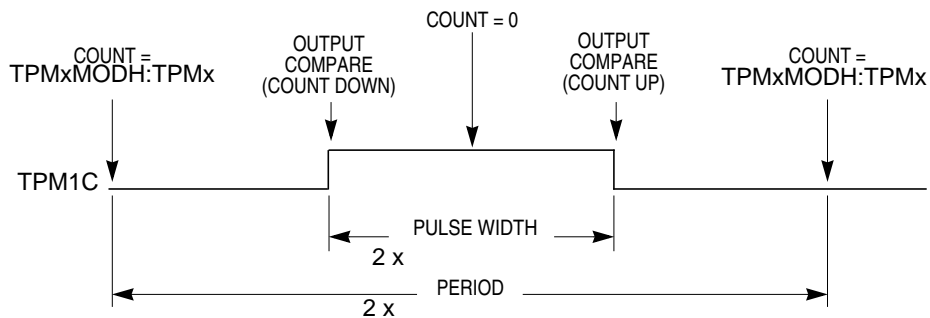 COUNT = 0
COUNT =
TPMxMODH:TPMx
OUTPUT
COMPARE
(COUNT DOWN)
OUTPUT
COMPARE
(COUNT UP)
COUNT =
TPMxMODH:TPMx
TPM1C
PULSE WIDTH
2 x
PERIOD
2 x